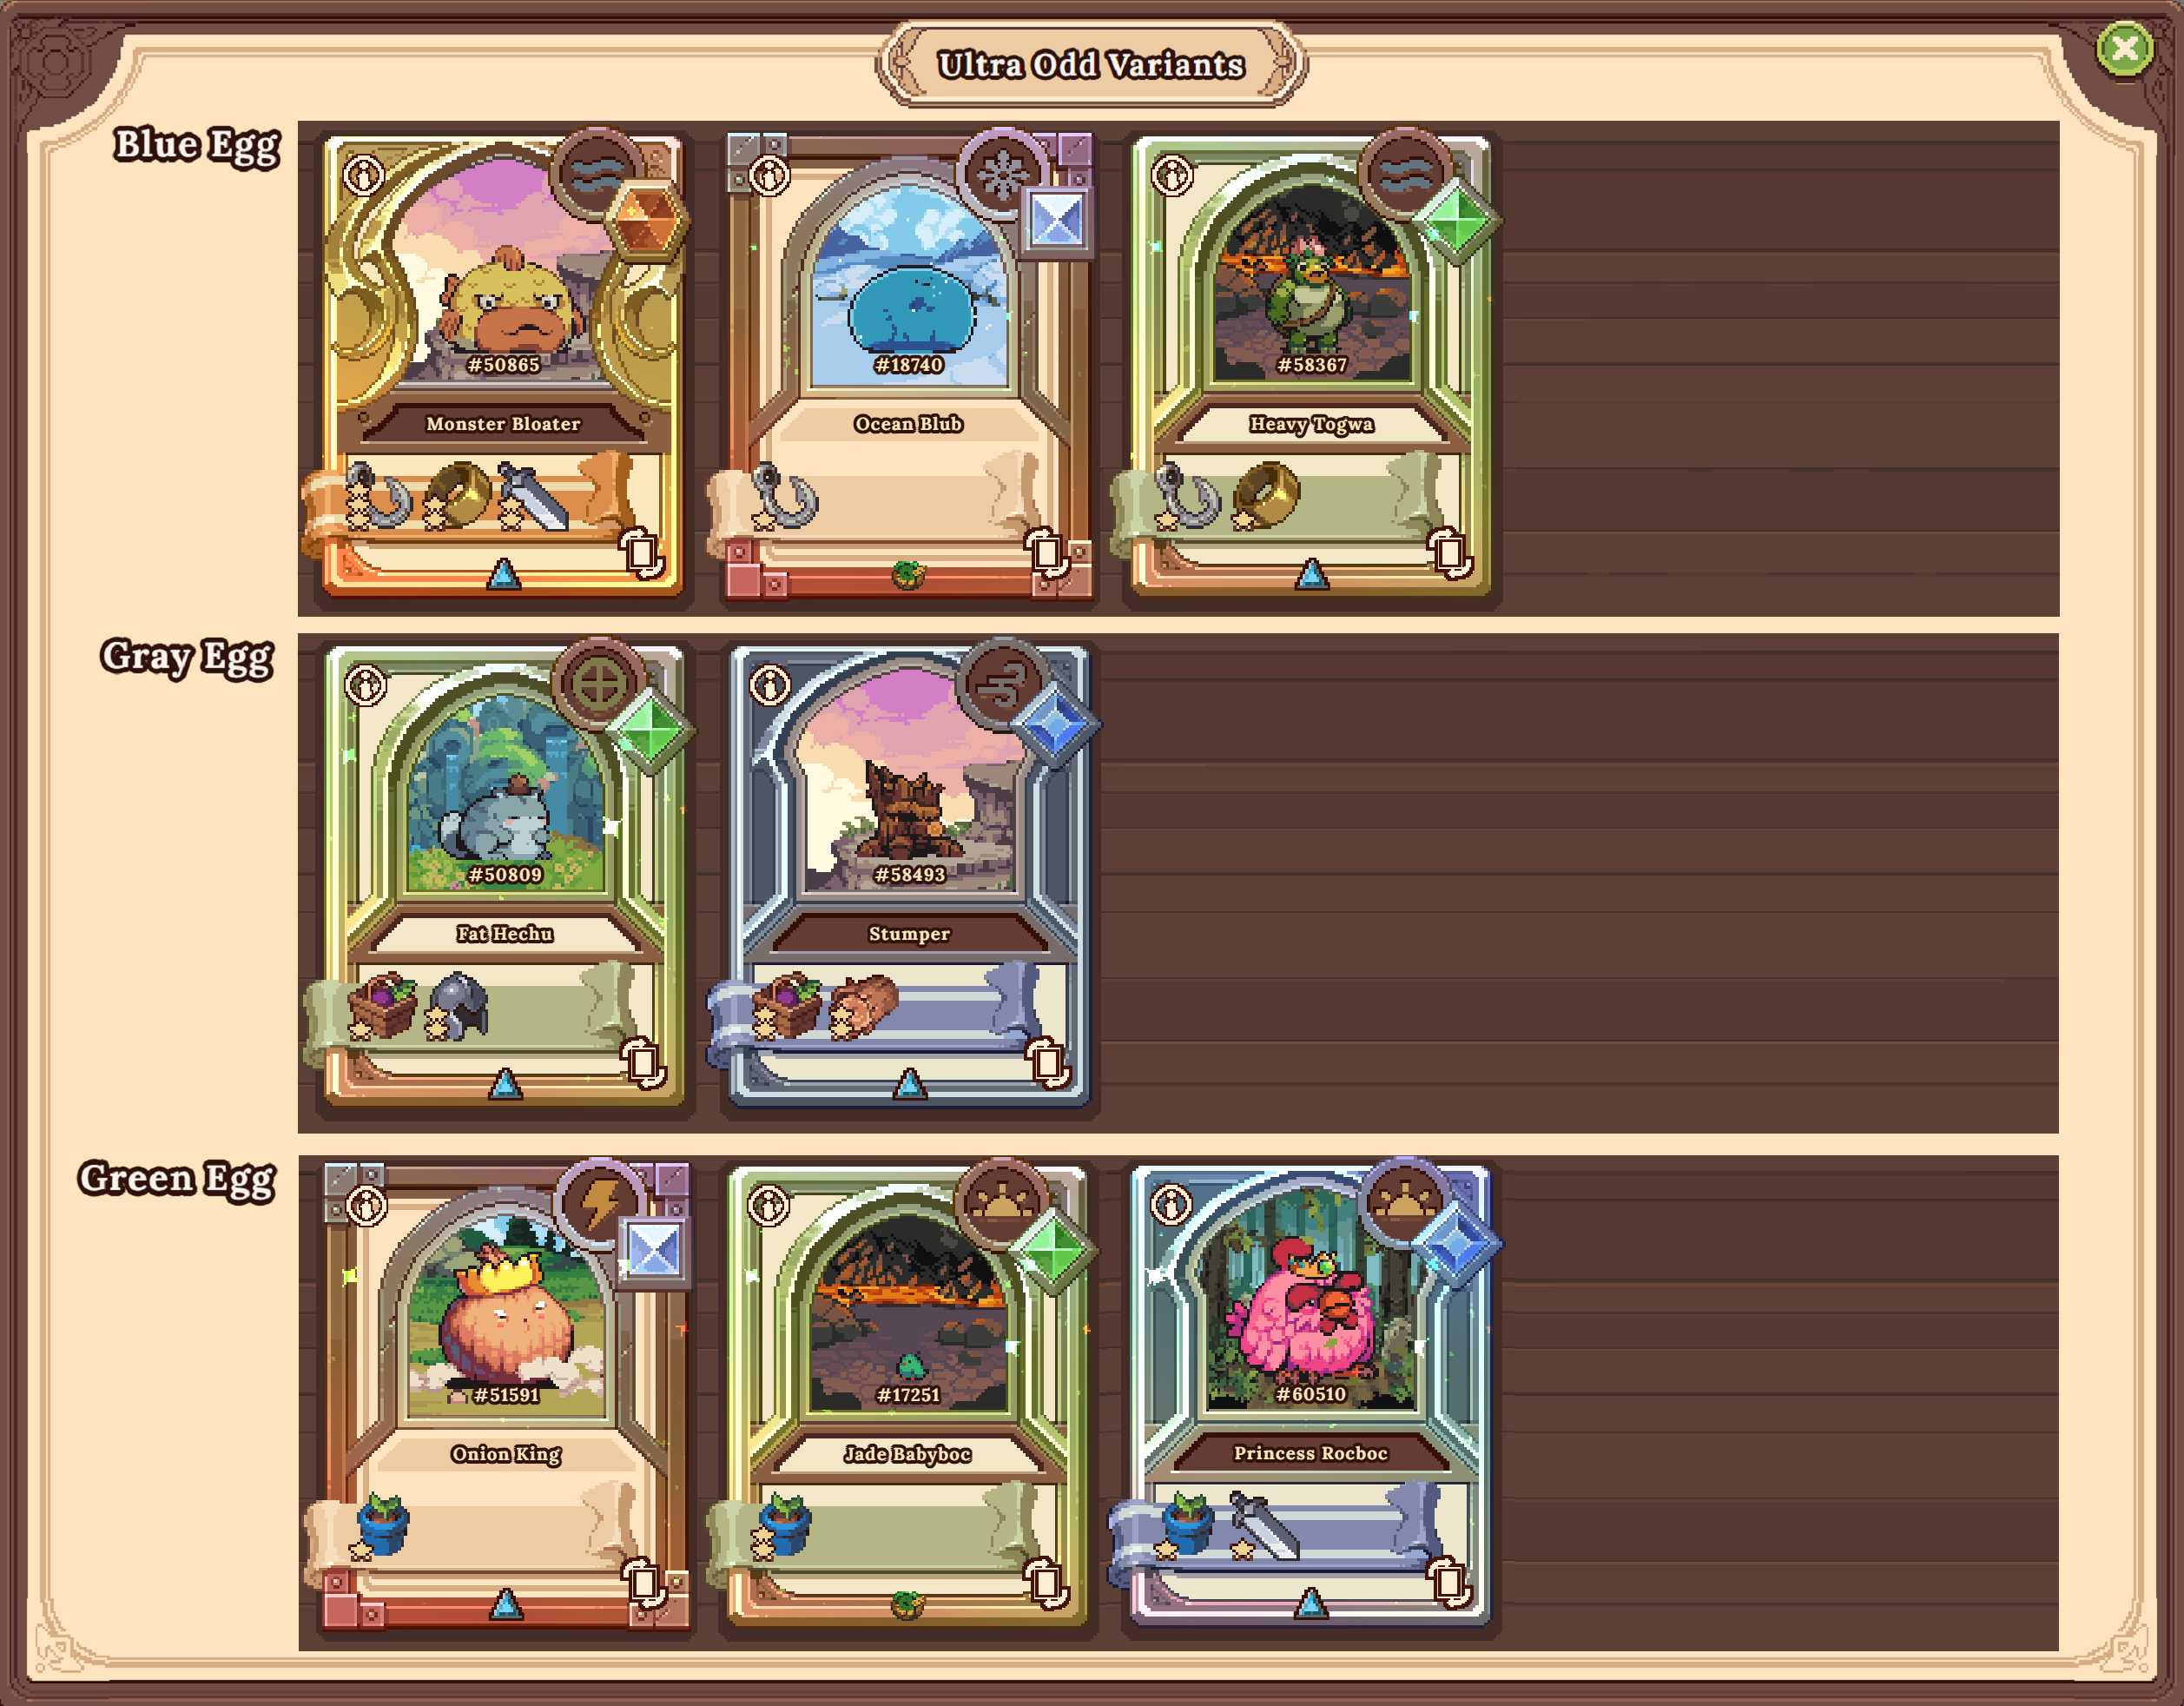 Ultra Odd Variants
Blue Egg
#50865
Monster Bloater
#18740
Ocean Blub
#58367
Heavy Togwa
Gray Egg
#50809
Fat Hechu
#58493
Stumper
Green Egg
#51591
Onion King
#17251
Jade Babyboc
#60510
Princess Rocboc